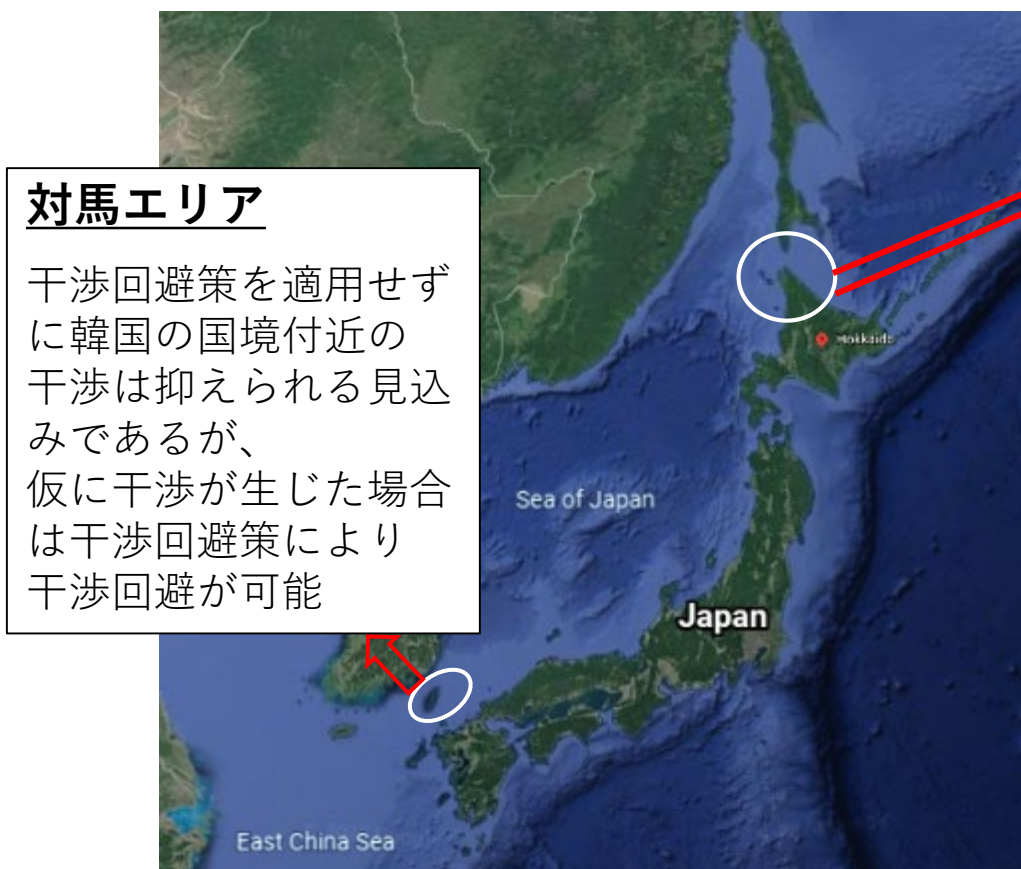 対馬エリア
干渉回避策を適用せず
に韓国の国境付近の
干渉は抑えられる見込
みであるが、
仮に干渉が生じた場合
は干渉回避策により
干渉回避が可能
Hokkaido
Sea of Japan
Japan
East China Sea